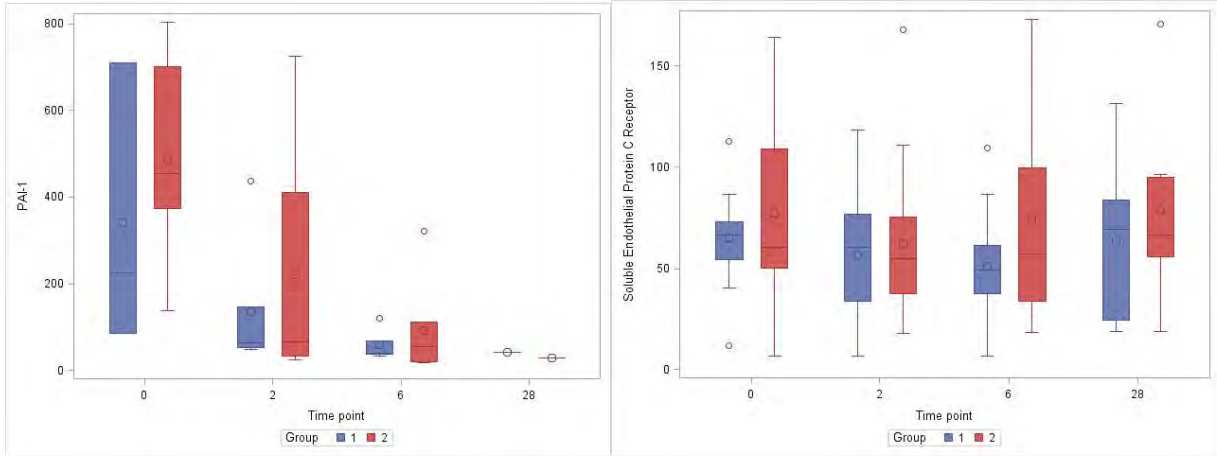 800
600
400
200
0
PAI-1
0 2 6 28
Time point
Group 1 2
150
100
50
0
Soluble Endothelial Protein C Receptor
0 2 6 28
Time point
Group 1 2